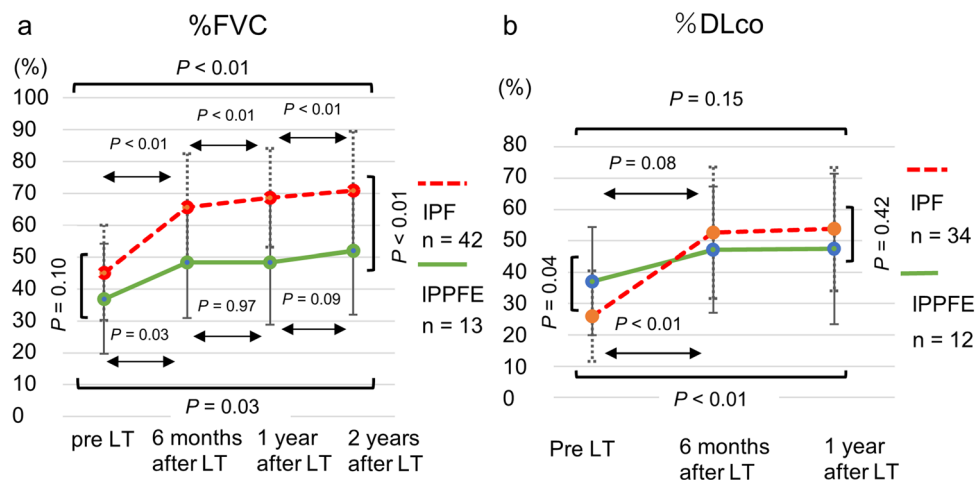 a
%FVC
(%)
P < 0.01
100
90
80
70
60
50
40
30
20
10
0
P < 0.01
P < 0.01
P < 0.01
P = 0.10
P < 0.01
P = 0.03
P = 0.97
P = 0.09
P = 0.03
pre LT
6 months
after LT
1 year
after LT
2 years
after LT
IPF
n = 42
IPPFE
n = 13
b
%DLco
(%)
P = 0.15
80
70
60
50
40
30
20
10
0
P = 0.08
P = 0.04
P = 0.42
P < 0.01
P < 0.01
Pre LT
6 months
after LT
1 year
after LT
IPF
n = 34
IPPFE
n = 12